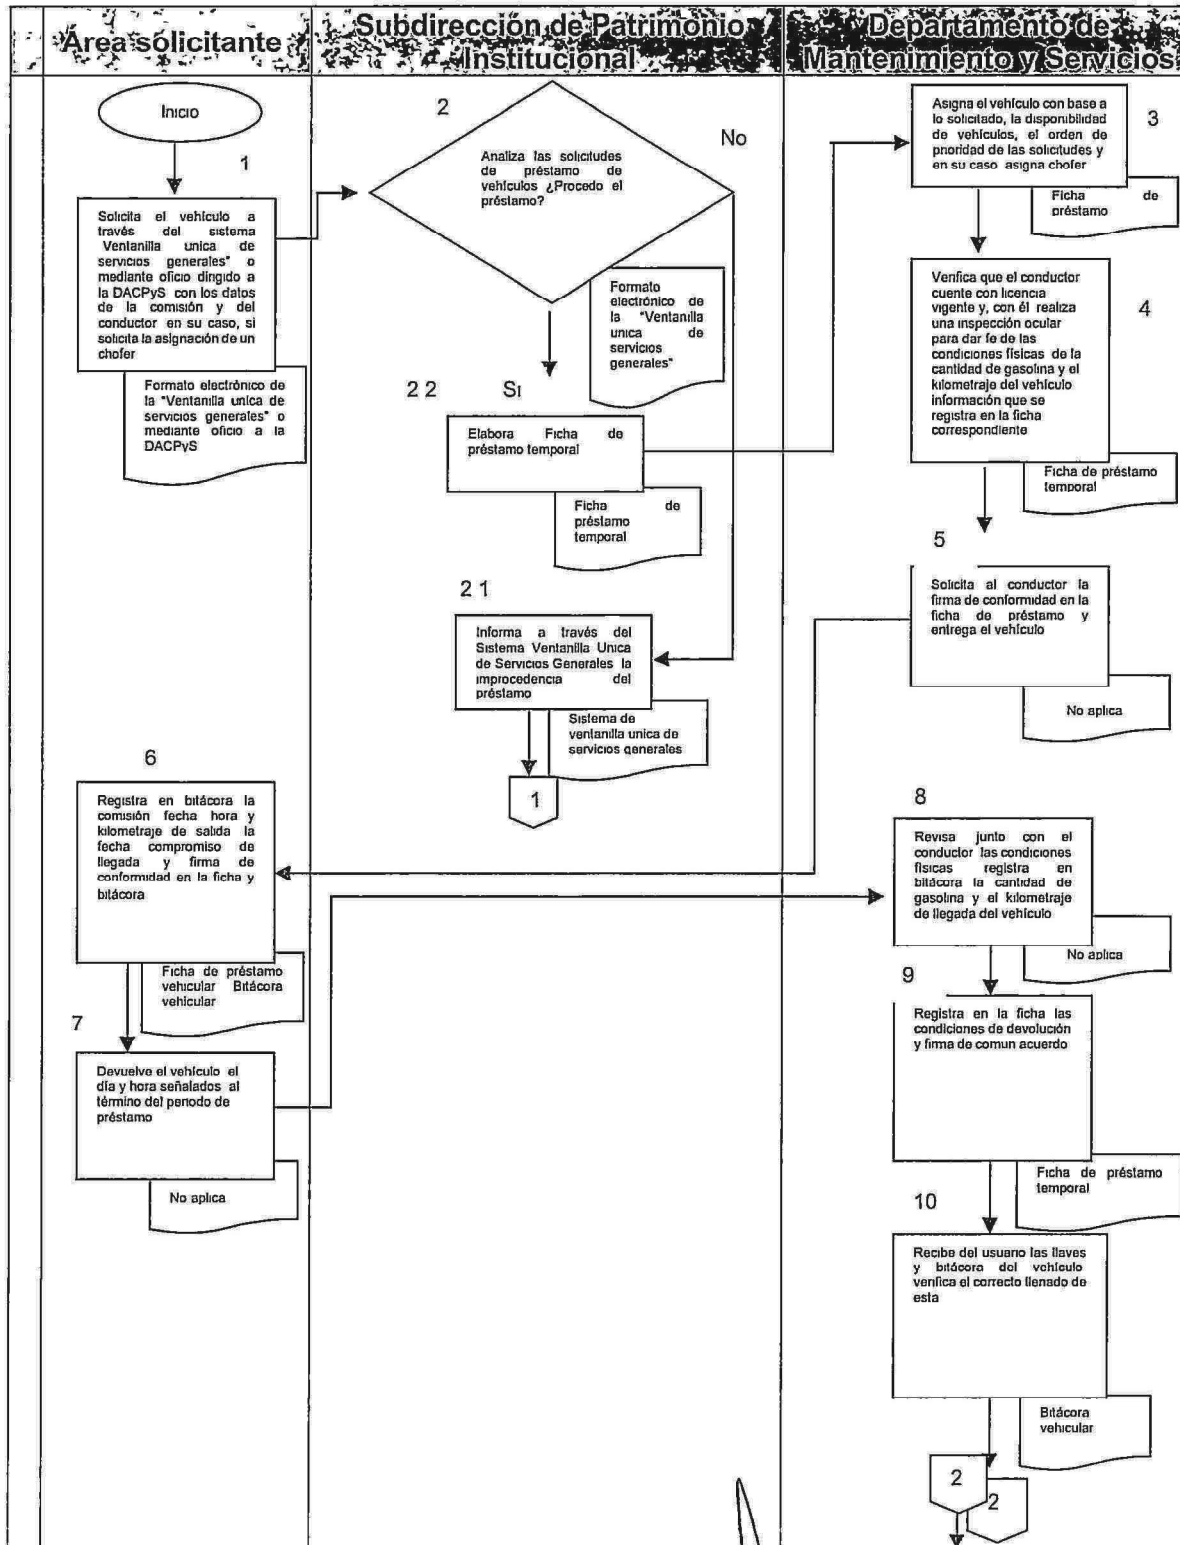 Área solicitante
Subdirección de Patrimonio
Institucional
Departamento de
Mantenimiento y Servicios
Inicio
1
Solicita el vehículo a
través del sistema
Ventanilla unica de
servicios generales" o
mediante oficio dirigido a
la DACPyS con los datos
de la comisión y del
conductor en su caso, si
solicita la asignación de un
chofer
Formato electrónico de
la "Ventanilla unica de
servicios generales" o
mediante oficio a la
DACPyS
2
Analiza las solicitudes
de préstamo de
vehículos ¿Procedo el
préstamo?
No
Formato
electrónico de
la "Ventanilla
unica de
servicios
generales"
2 2
Si
Elabora Ficha de
préstamo temporal
Ficha de
préstamo
temporal
2 1
Informa a través del
Sistema Ventanilla Unica
de Servicios Generales la
improcedencia del
préstamo
Sistema de
ventanilla unica de
servicios generales
1
3
Asigna el vehículo con base a
lo solicitado, la disponibilidad
de vehículos, el orden de
prioridad de las solicitudes y
en su caso asigna chofer
Ficha de
préstamo
4
Verifica que el conductor
cuente con licencia
vigente y, con él realiza
una inspección ocular
para dar fe de las
condiciones físicas de la
cantidad de gasolina y el
kilometraje del vehículo
información que se
registra en la ficha
correspondiente
Ficha de préstamo
temporal
5
Solicita al conductor la
firma de conformidad en la
ficha de préstamo y
entrega el vehículo
No aplica
6
Registra en bitácora la
comisión fecha hora y
kilometraje de salida la
fecha compromiso de
llegada y firma de
conformidad en la ficha y
bitácora
Ficha de préstamo
vehicular Bitácora
vehicular
7
Devuelve el vehículo el
día y hora señalados al
término del periodo de
préstamo
No aplica
8
Revisa junto con el
conductor las condiciones
físicas registra en
bitácora la cantidad de
gasolina y el kilometraje
de llegada del vehículo
No aplica
9
Registra en la ficha las
condiciones de devolución
y firma de comun acuerdo
Ficha de préstamo
temporal
10
Recibe del usuario las llaves
y bitácora del vehículo
verifica el correcto llenado de
esta
Bitácora
vehicular
2
2